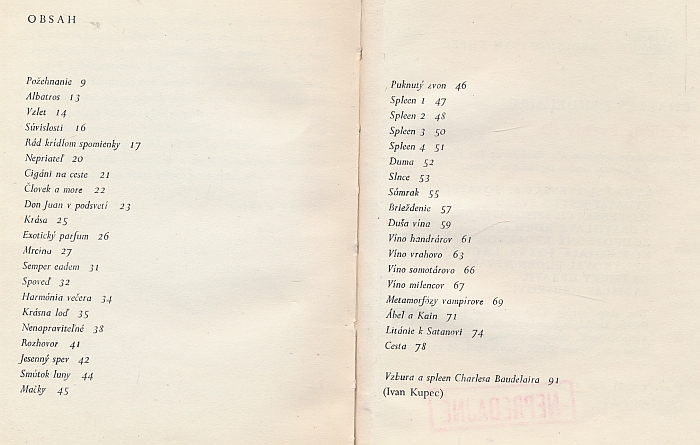 OBSAH
Požehnanie 9
Albatros 13
Vzlet 14
Súvislosti 16
Rád krídlom spomienky 17
Nepriateľ 20
Cigáni na ceste 21
Človek a more 22
Don Juan v podsvetí 23
Krása 25
Exotický parfum 26
Mrcina 27
Semper eadem 31
Spoveď 32
Harmónia večera 34
Krásna loď 35
Nenapraviteľné 38
Rozhovor 41
Jesenný spev 42
Smútok luny 44
Mačky 45
Puknutý zvon 46
Spleen 1 47
Spleen 2 48
Spleen 3 50
Spleen 4 51
Duma 52
Slnce 53
Súmrak 55
Brieždenie 57
Duša vína 59
Víno handrárov 61
Víno vrahovo 63
Víno samotárovo 66
Víno milencov 67
Metamorfózy vampírove 69
Ábel a Kain 71
Litánie k Satanovi 74
Cesta 78
Vzbura a spleen Charlesa Baudelaira 91
(Ivan Kupec)
NEPREDAJNÉ